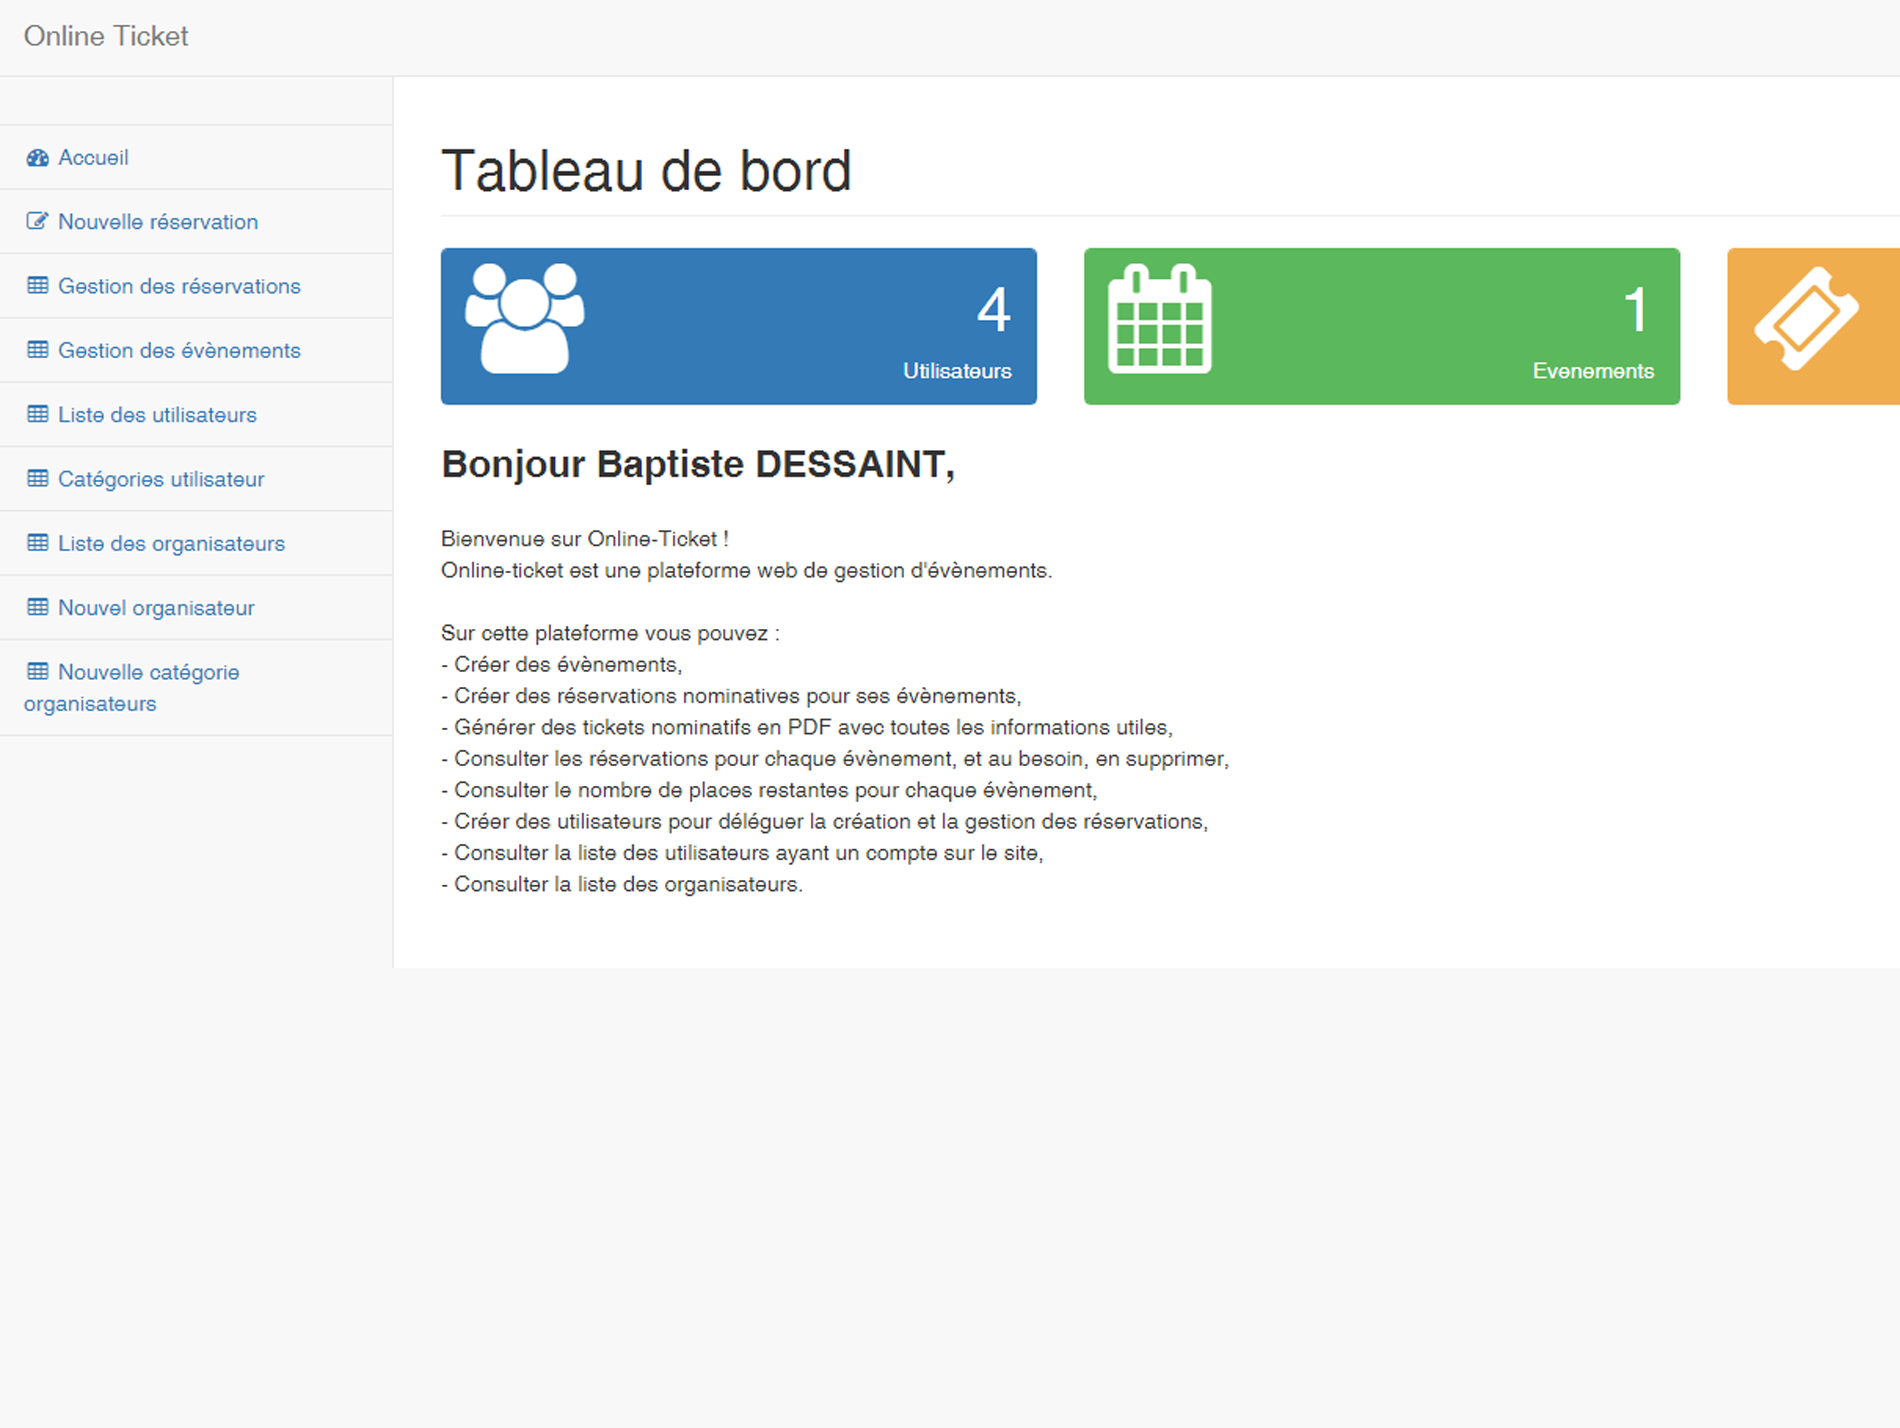 Online Ticket
Accueil
Nouvelle réservation
Gestion des réservations
Gestion des évènements
Liste des utilisateurs
Catégories utilisateur
Liste des organisateurs
Nouvel organisateur
Nouvelle catégorie
organisateurs
Tableau de bord
4
Utilisateurs
1
Evenements
Bonjour Baptiste DESSAINT,
Bienvenue sur Online-Ticket !
Online-ticket est une plateforme web de gestion d'évènements.
Sur cette plateforme vous pouvez :
- Créer des évènements,
- Créer des réservations nominatives pour ses évènements,
- Générer des tickets nominatifs en PDF avec toutes les informations utiles,
- Consulter les réservations pour chaque évènement, et au besoin, en supprimer,
- Consulter le nombre de places restantes pour chaque évènement,
- Créer des utilisateurs pour déléguer la création et la gestion des réservations,
- Consulter la liste des utilisateurs ayant un compte sur le site,
- Consulter la liste des organisateurs.